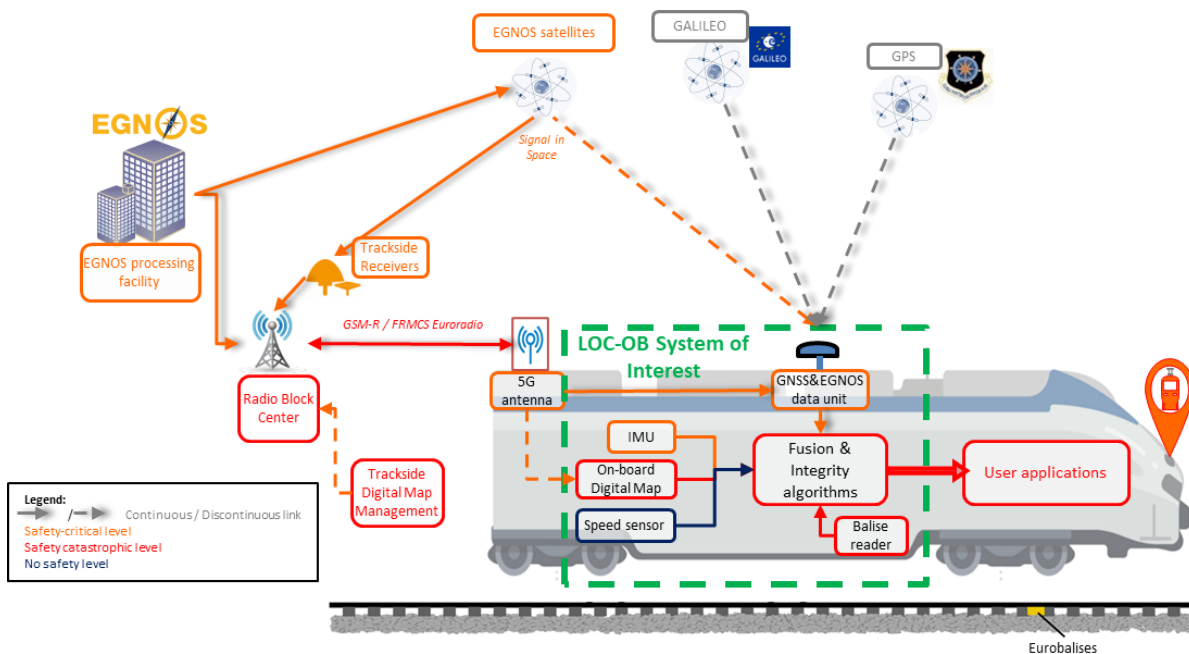 EGNOS satellites
GALILEO
GALILEO
GPS
EGNOS
Signal in
Space
EGNOS processing
facility
Trackside
Receivers
GSM-R / FRMCS Euroradio
LOC-OB System of
Interest
5G
antenna
GNSS&EGNOS
data unit
Radio Block
Center
IMU
On-board
Digital Map
Speed sensor
Fusion &
Integrity
algorithms
User applications
Trackside
Digital Map
Management
Balise
reader
Legend:
/ Continuous / Discontinuous link
Safety-critical level
Safety catastrophic level
No safety level
Eurobalises